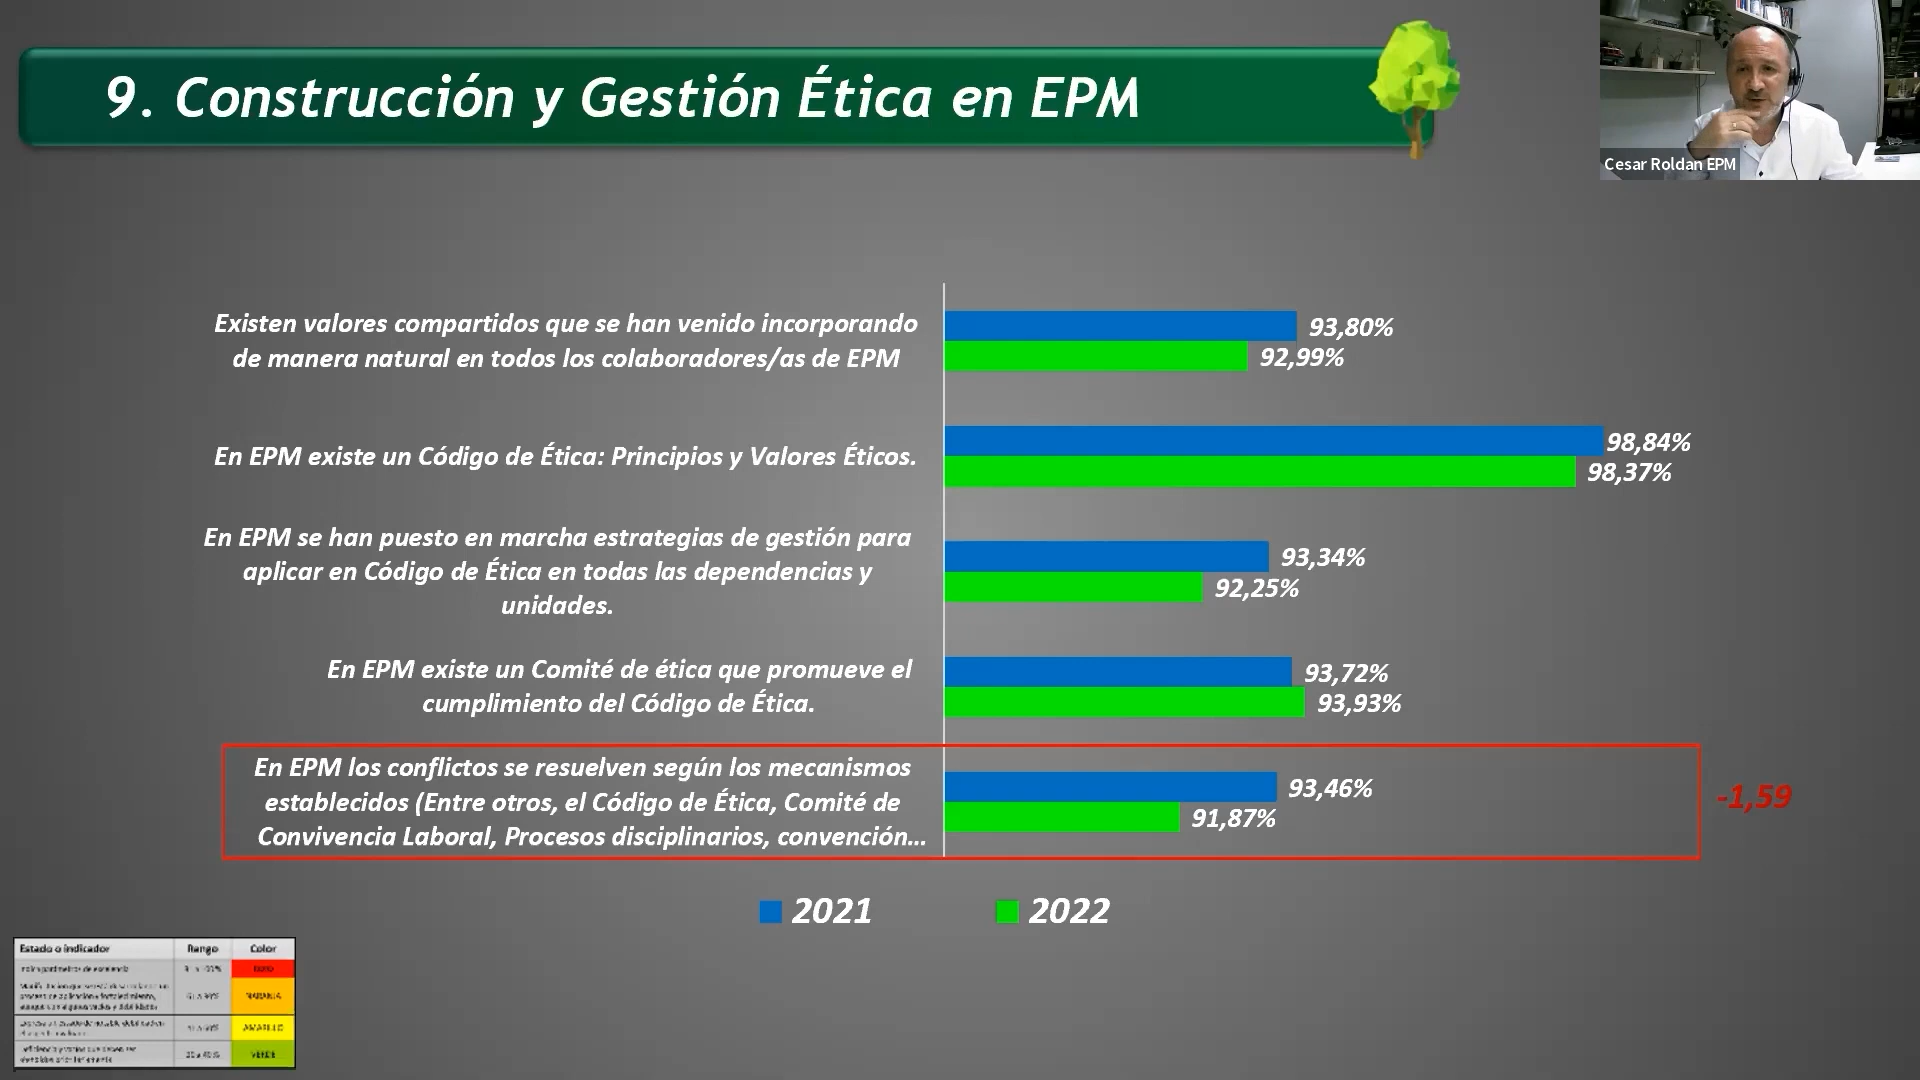 9. Construcción y Gestión Ética en EPM
Cesar Roldan EPM
Existen valores compartidos que se han venido incorporando
de manera natural en todos los colaboradores/as de EPM
93,80%
92,99%
En EPM existe un Código de Ética: Principios y Valores Éticos.
98,84%
98,37%
En EPM se han puesto en marcha estrategias de gestión para
aplicar en Código de Ética en todas las dependencias y
unidades.
93,34%
92,25%
En EPM existe un Comité de ética que promueve el
cumplimiento del Código de Ética.
93,72%
93,93%
En EPM los conflictos se resuelven según los mecanismos
establecidos (Entre otros, el Código de Ética, Comité de
Convivencia Laboral, Procesos disciplinarios, convención...
93,46%
91,87%
-1,59
2021 2022
Estado o indicador Rango Color
parámetros de excelencia
NARANJA
AMARILLO
VERDE